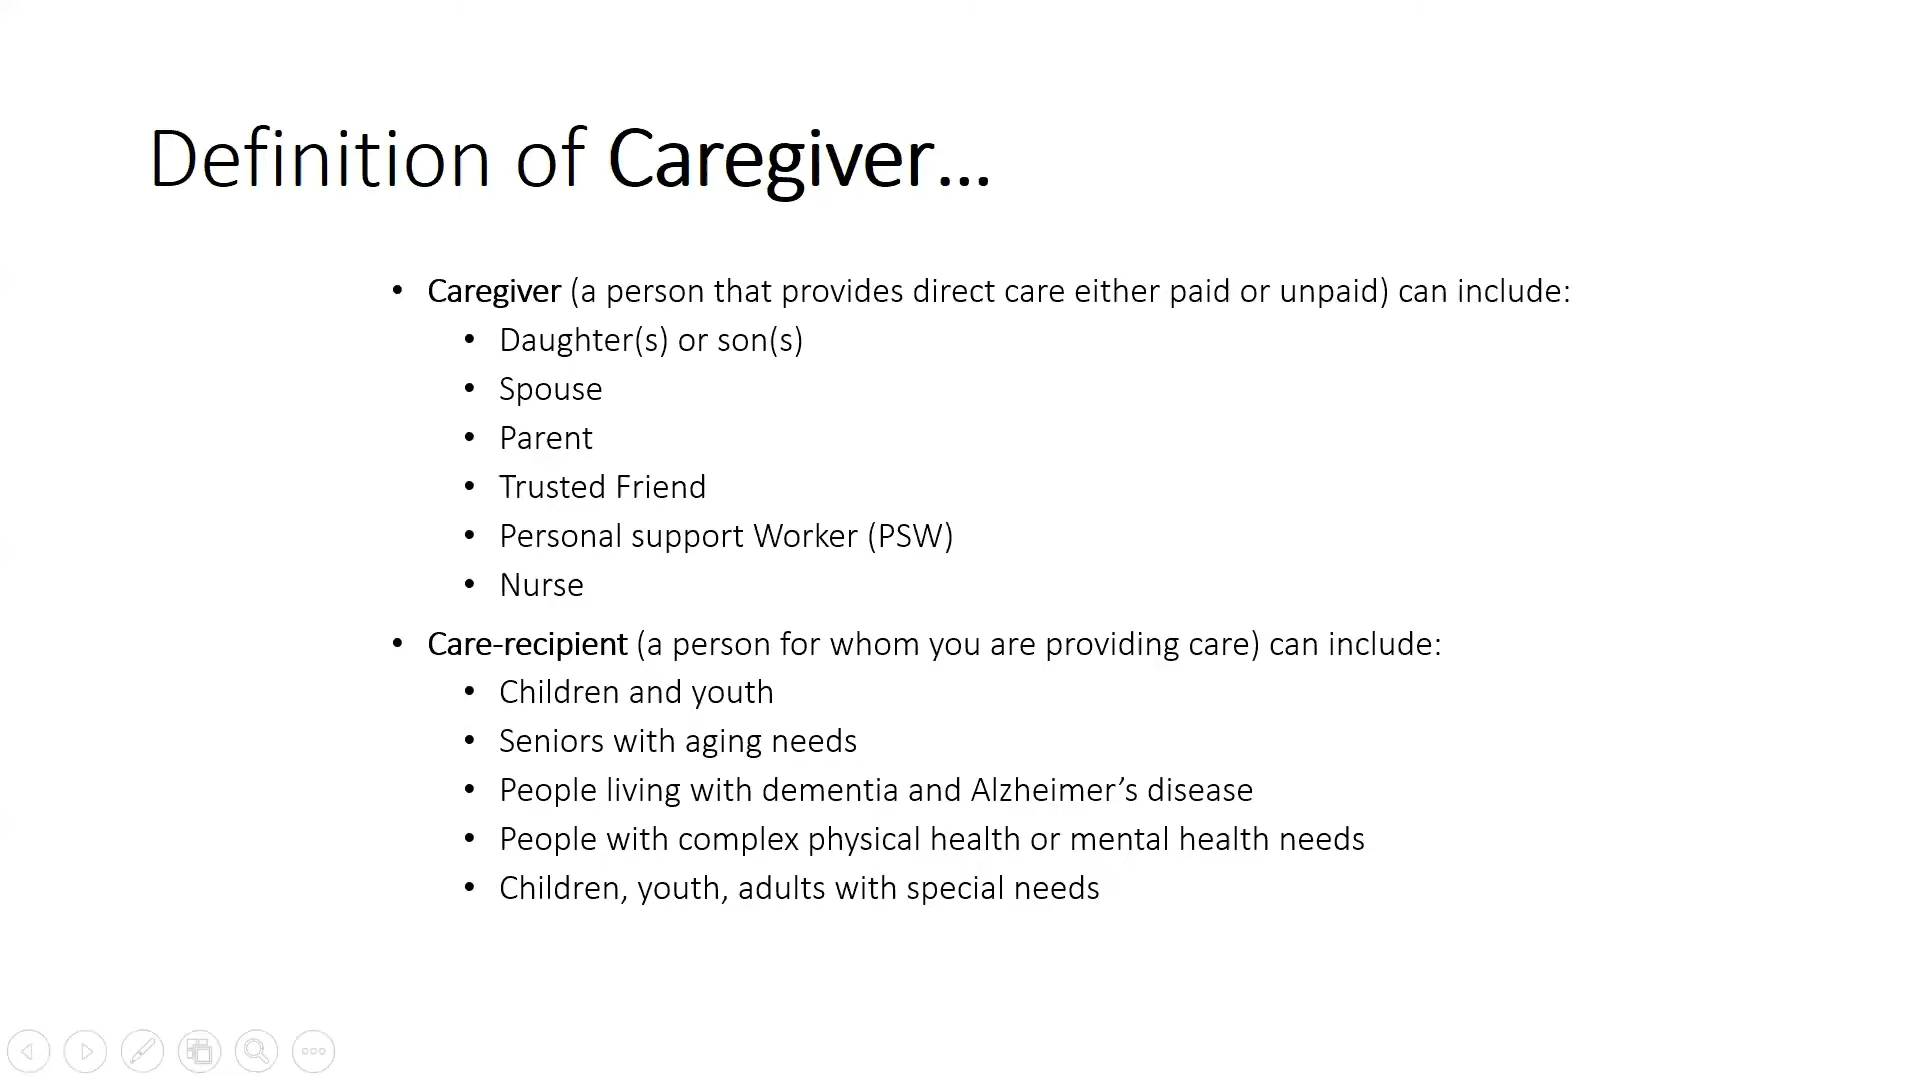 Definition of Caregiver...
• Caregiver (a person that provides direct care either paid or unpaid) can include:
• Daughter(s) or son(s)
• Spouse
• Parent
• Trusted Friend
• Personal support Worker (PSW)
• Nurse
• Care-recipient (a person for whom you are providing care) can include:
• Children and youth
• Seniors with aging needs
• People living with dementia and Alzheimer’s disease
• People with complex physical health or mental health needs
• Children, youth, adults with special needs